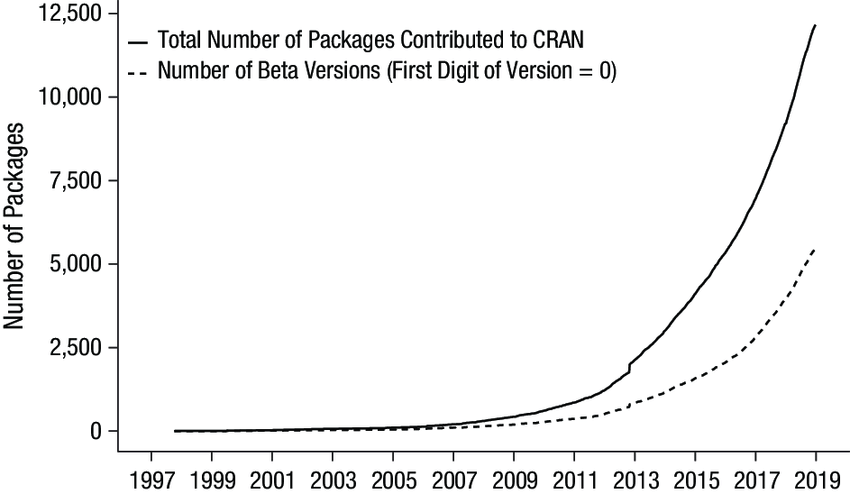 12,500
Total Number of Packages Contributed to CRAN
Number of Beta Versions (First Digit of Version = 0)
10,000
7,500
5,000
2,500
0
Number of Packages
1997 1999 2001 2003 2005 2007 2009 2011 2013 2015 2017 2019